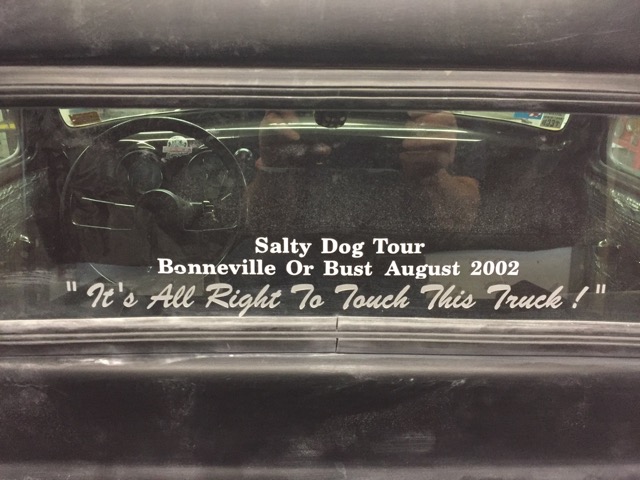 Salty Dog Tour
Bonneville Or Bust August 2002
"It's All Right To Touch This Truck!"